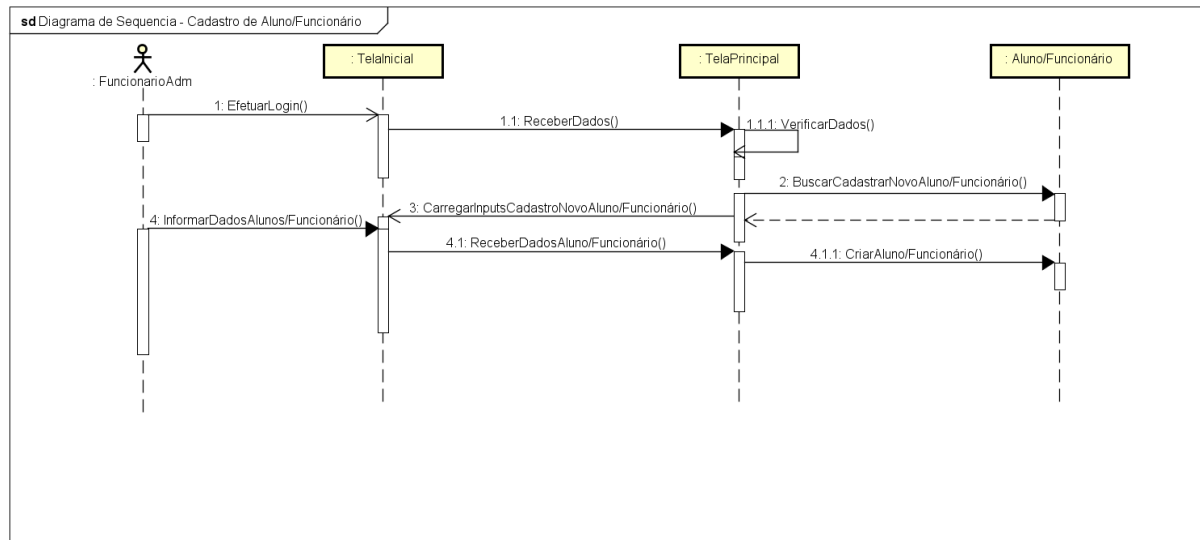 sd Diagrama de Sequencia - Cadastro de Aluno/Funcionário
: FuncionarioAdm
: TelaInicial
: TelaPrincipal
: Aluno/Funcionário
1: EfetuarLogin()
1.1: ReceberDados()
1.1.1: VerificarDados()
2: BuscarCadastrarNovoAluno/Funcionário()
3: CarregarInputsCadastroNovoAluno/Funcionário()
4: InformarDadosAlunos/Funcionário()
4.1: ReceberDadosAluno/Funcionário()
4.1.1: CriarAluno/Funcionário()